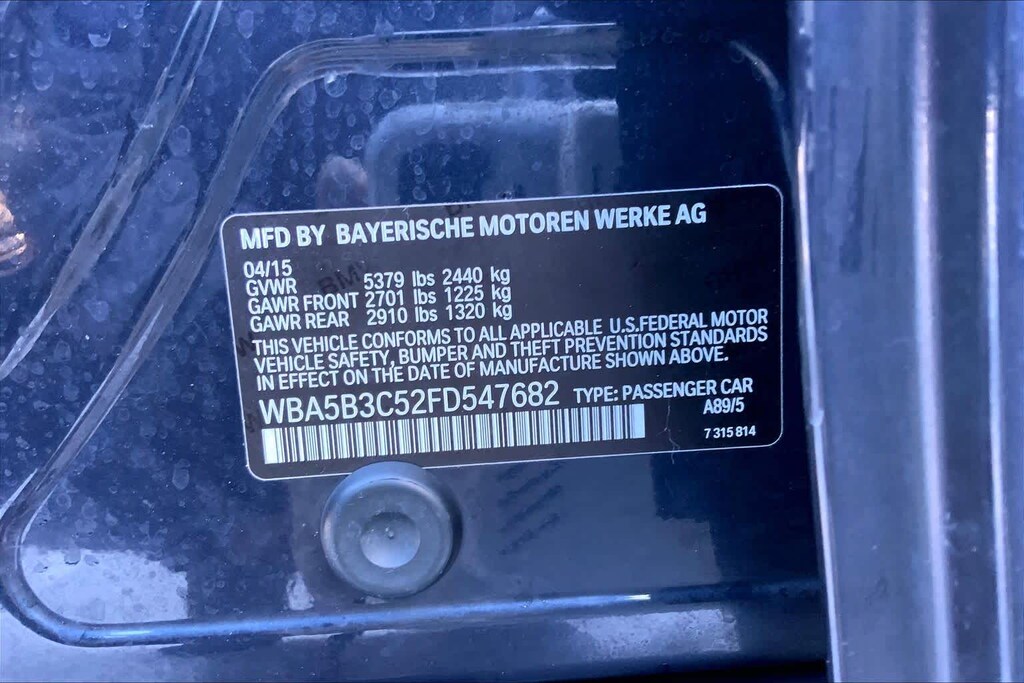 MFD BY BAYERISCHE MOTOREN WERKE AG
04/15
GVWR 5379 lbs 2440 kg
GAWR FRONT 2701 lbs 1225 kg
GAWR REAR 2910 lbs 1320 kg
THIS VEHICLE CONFORMS TO ALL APPLICABLE U.S.FEDERAL MOTOR
VEHICLE SAFETY, BUMPER AND THEFT PREVENTION STANDARDS
IN EFFECT ON THE DATE OF MANUFACTURE SHOWN ABOVE.
WBA5B3C52FD547682 TYPE: PASSENGER CAR
A89/5
7 315 814